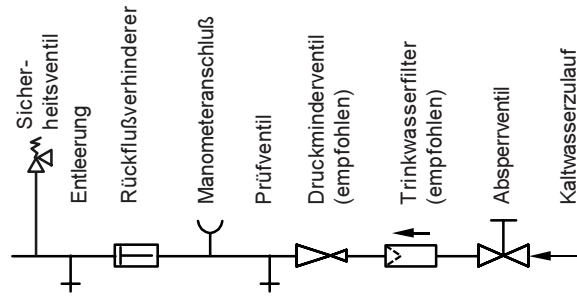 Sicher-
heitsventil
Entleerung
Rückflußverhinderer
Manometeranschluß
Prüfventil
Druckminderventil
(empfohlen)
Trinkwasserfilter
(empfohlen)
Absperrventil
Kaltwasserzulauf